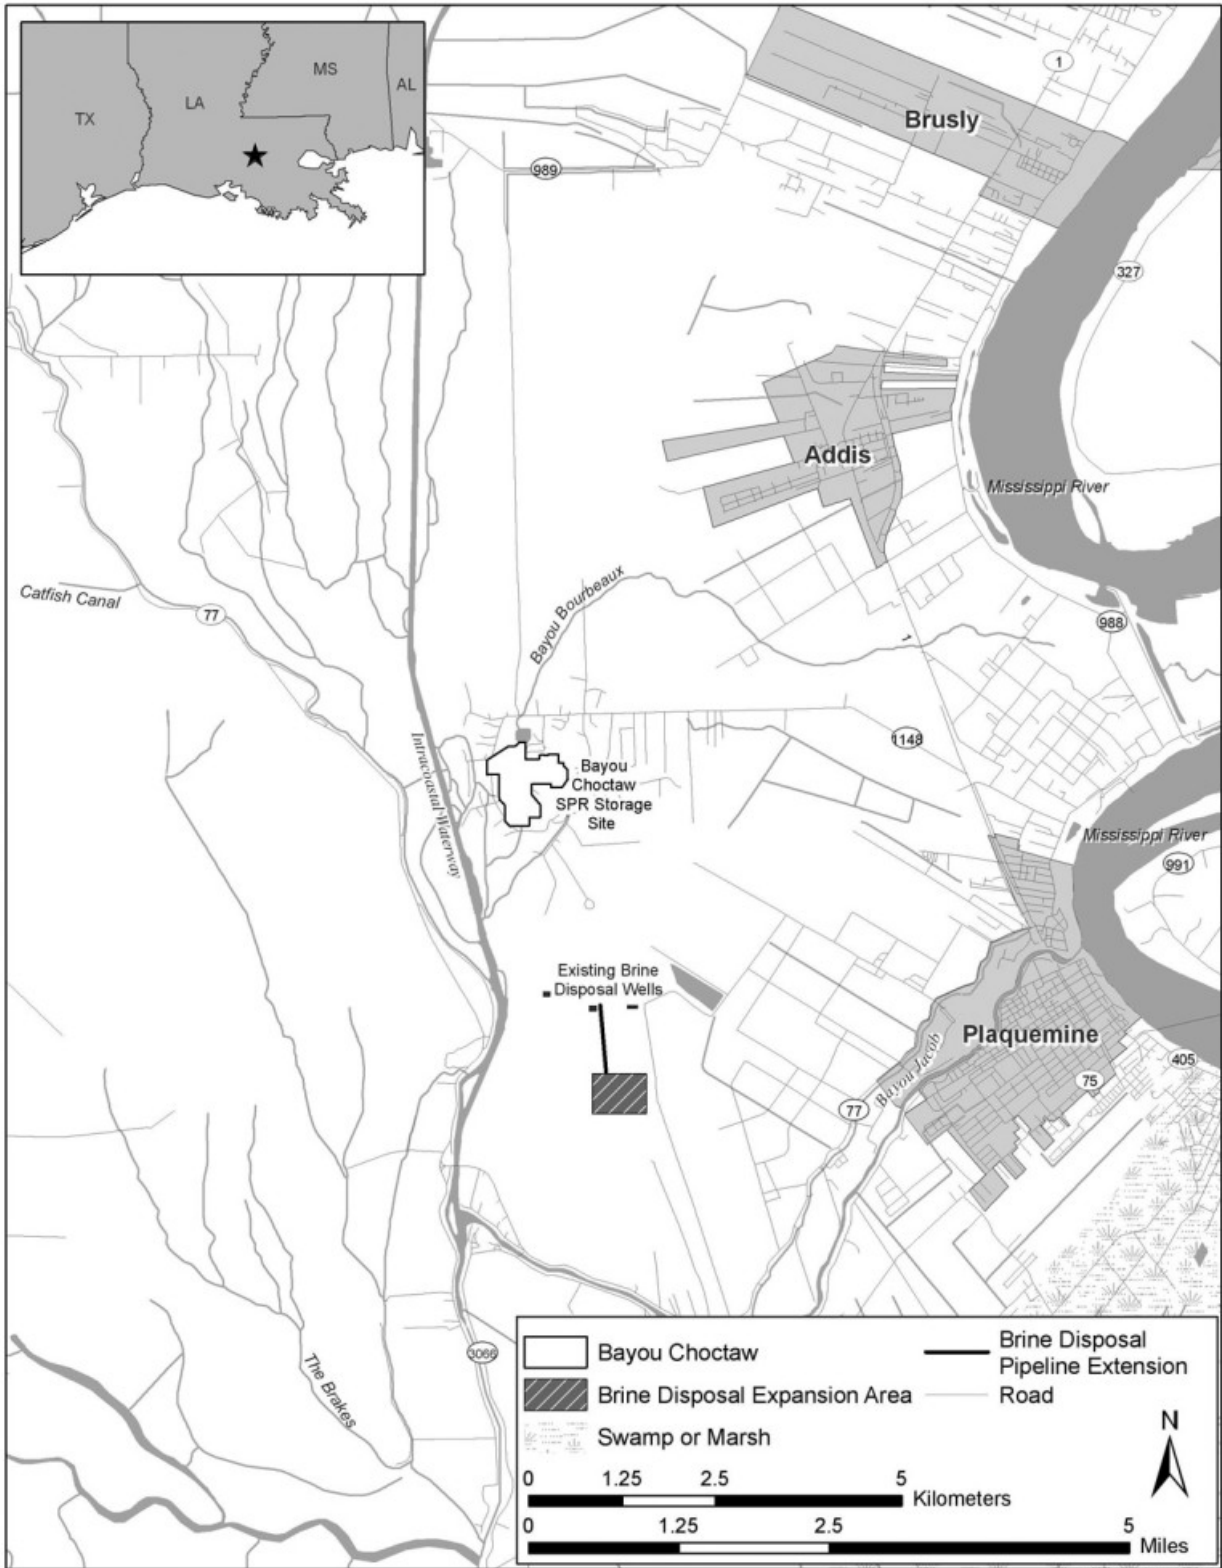 TX
LA
MS
AL
1
Brusly
989
327
Addis
Mississippi River
Catfish Canal
77
Bayou Bourbeaux
988
1
1148
Intracoastal Waterway
Bayou
Choctaw
SPR Storage
Site
Mississippi River
991
Existing Brine
Disposal Wells
Plaquemine
Bayou Jacob
405
75
77
The Brakes
3066
Bayou Choctaw
Brine Disposal Expansion Area
Swamp or Marsh
Brine Disposal
Pipeline Extension
Road
N
0 1.25 2.5 5
Kilometers
0 1.25 2.5 5
Miles